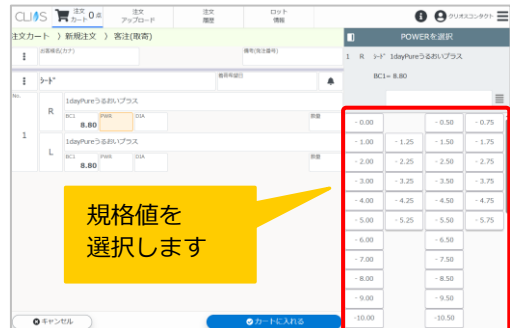 CLIAS 注文カート 0点 注文アップロード 注文履歴 ロット情報 クリオスコンタクト
注文カート 〉新規注文 〉客注(取寄)
お客様名(カナ) 備考(発注番号)
ｼｰﾄﾞ 着荷希望日
No.
1
R 1dayPureうるおいプラス
BC1 8.80 PWR DIA 数量
L 1dayPureうるおいプラス
BC1 8.80 PWR DIA 数量
規格値を
選択します
キャンセル カートに入れる
POWERを選択
1 R ｼｰﾄﾞ 1dayPureうるおいプラス
BC1= 8.80
- 0.00 - 0.50 - 0.75
- 1.00 - 1.25 - 1.50 - 1.75
- 2.00 - 2.25 - 2.50 - 2.75
- 3.00 - 3.25 - 3.50 - 3.75
- 4.00 - 4.25 - 4.50 - 4.75
- 5.00 - 5.25 - 5.50 - 5.75
- 6.00 - 6.50
- 7.00 - 7.50
- 8.00 - 8.50
- 9.00 - 9.50
-10.00 -10.50